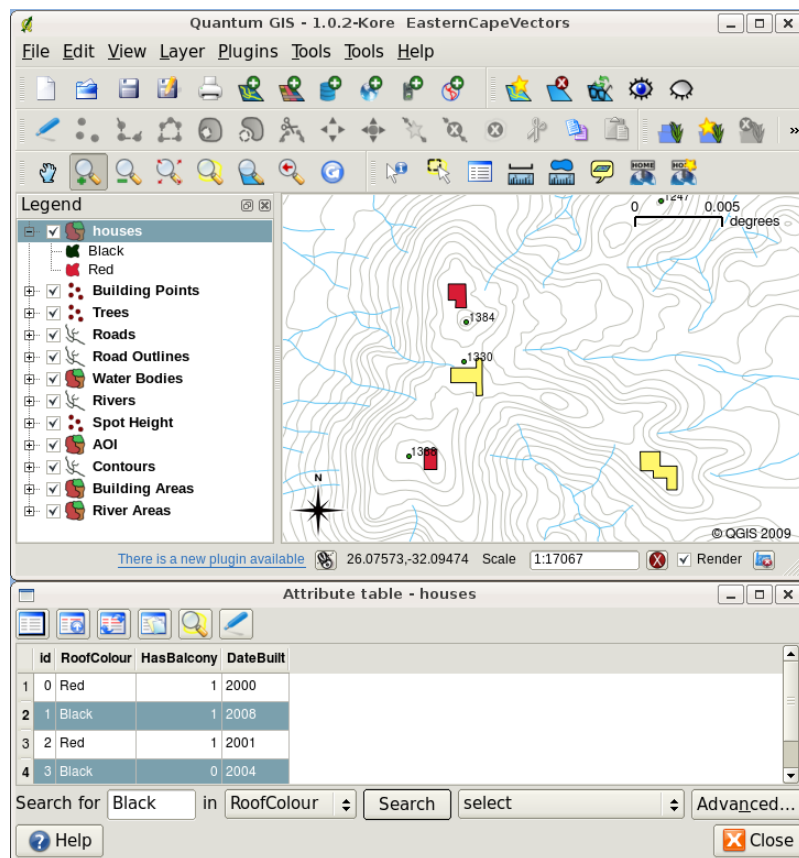 Quantum GIS - 1.0.2-Kore EasternCapeVectors
File Edit View Layer Plugins Tools Tools Help
HOME
»
Legend
houses
Black
Red
Building Points
Trees
Roads
Road Outlines
Water Bodies
Rivers
Spot Height
AOI
Contours
Building Areas
River Areas
1247
0 0.005
degrees
1384
1330
1388
N
© QGIS 2009
There is a new plugin available 26.07573,-32.09474 Scale 1:17067 Render
Attribute table - houses
id RoofColour HasBalcony DateBuilt
1 0 Red 1 2000
2 1 Black 1 2008
3 2 Red 1 2001
4 3 Black 0 2004
Search for Black in RoofColour Search select Advanced...
Help Close